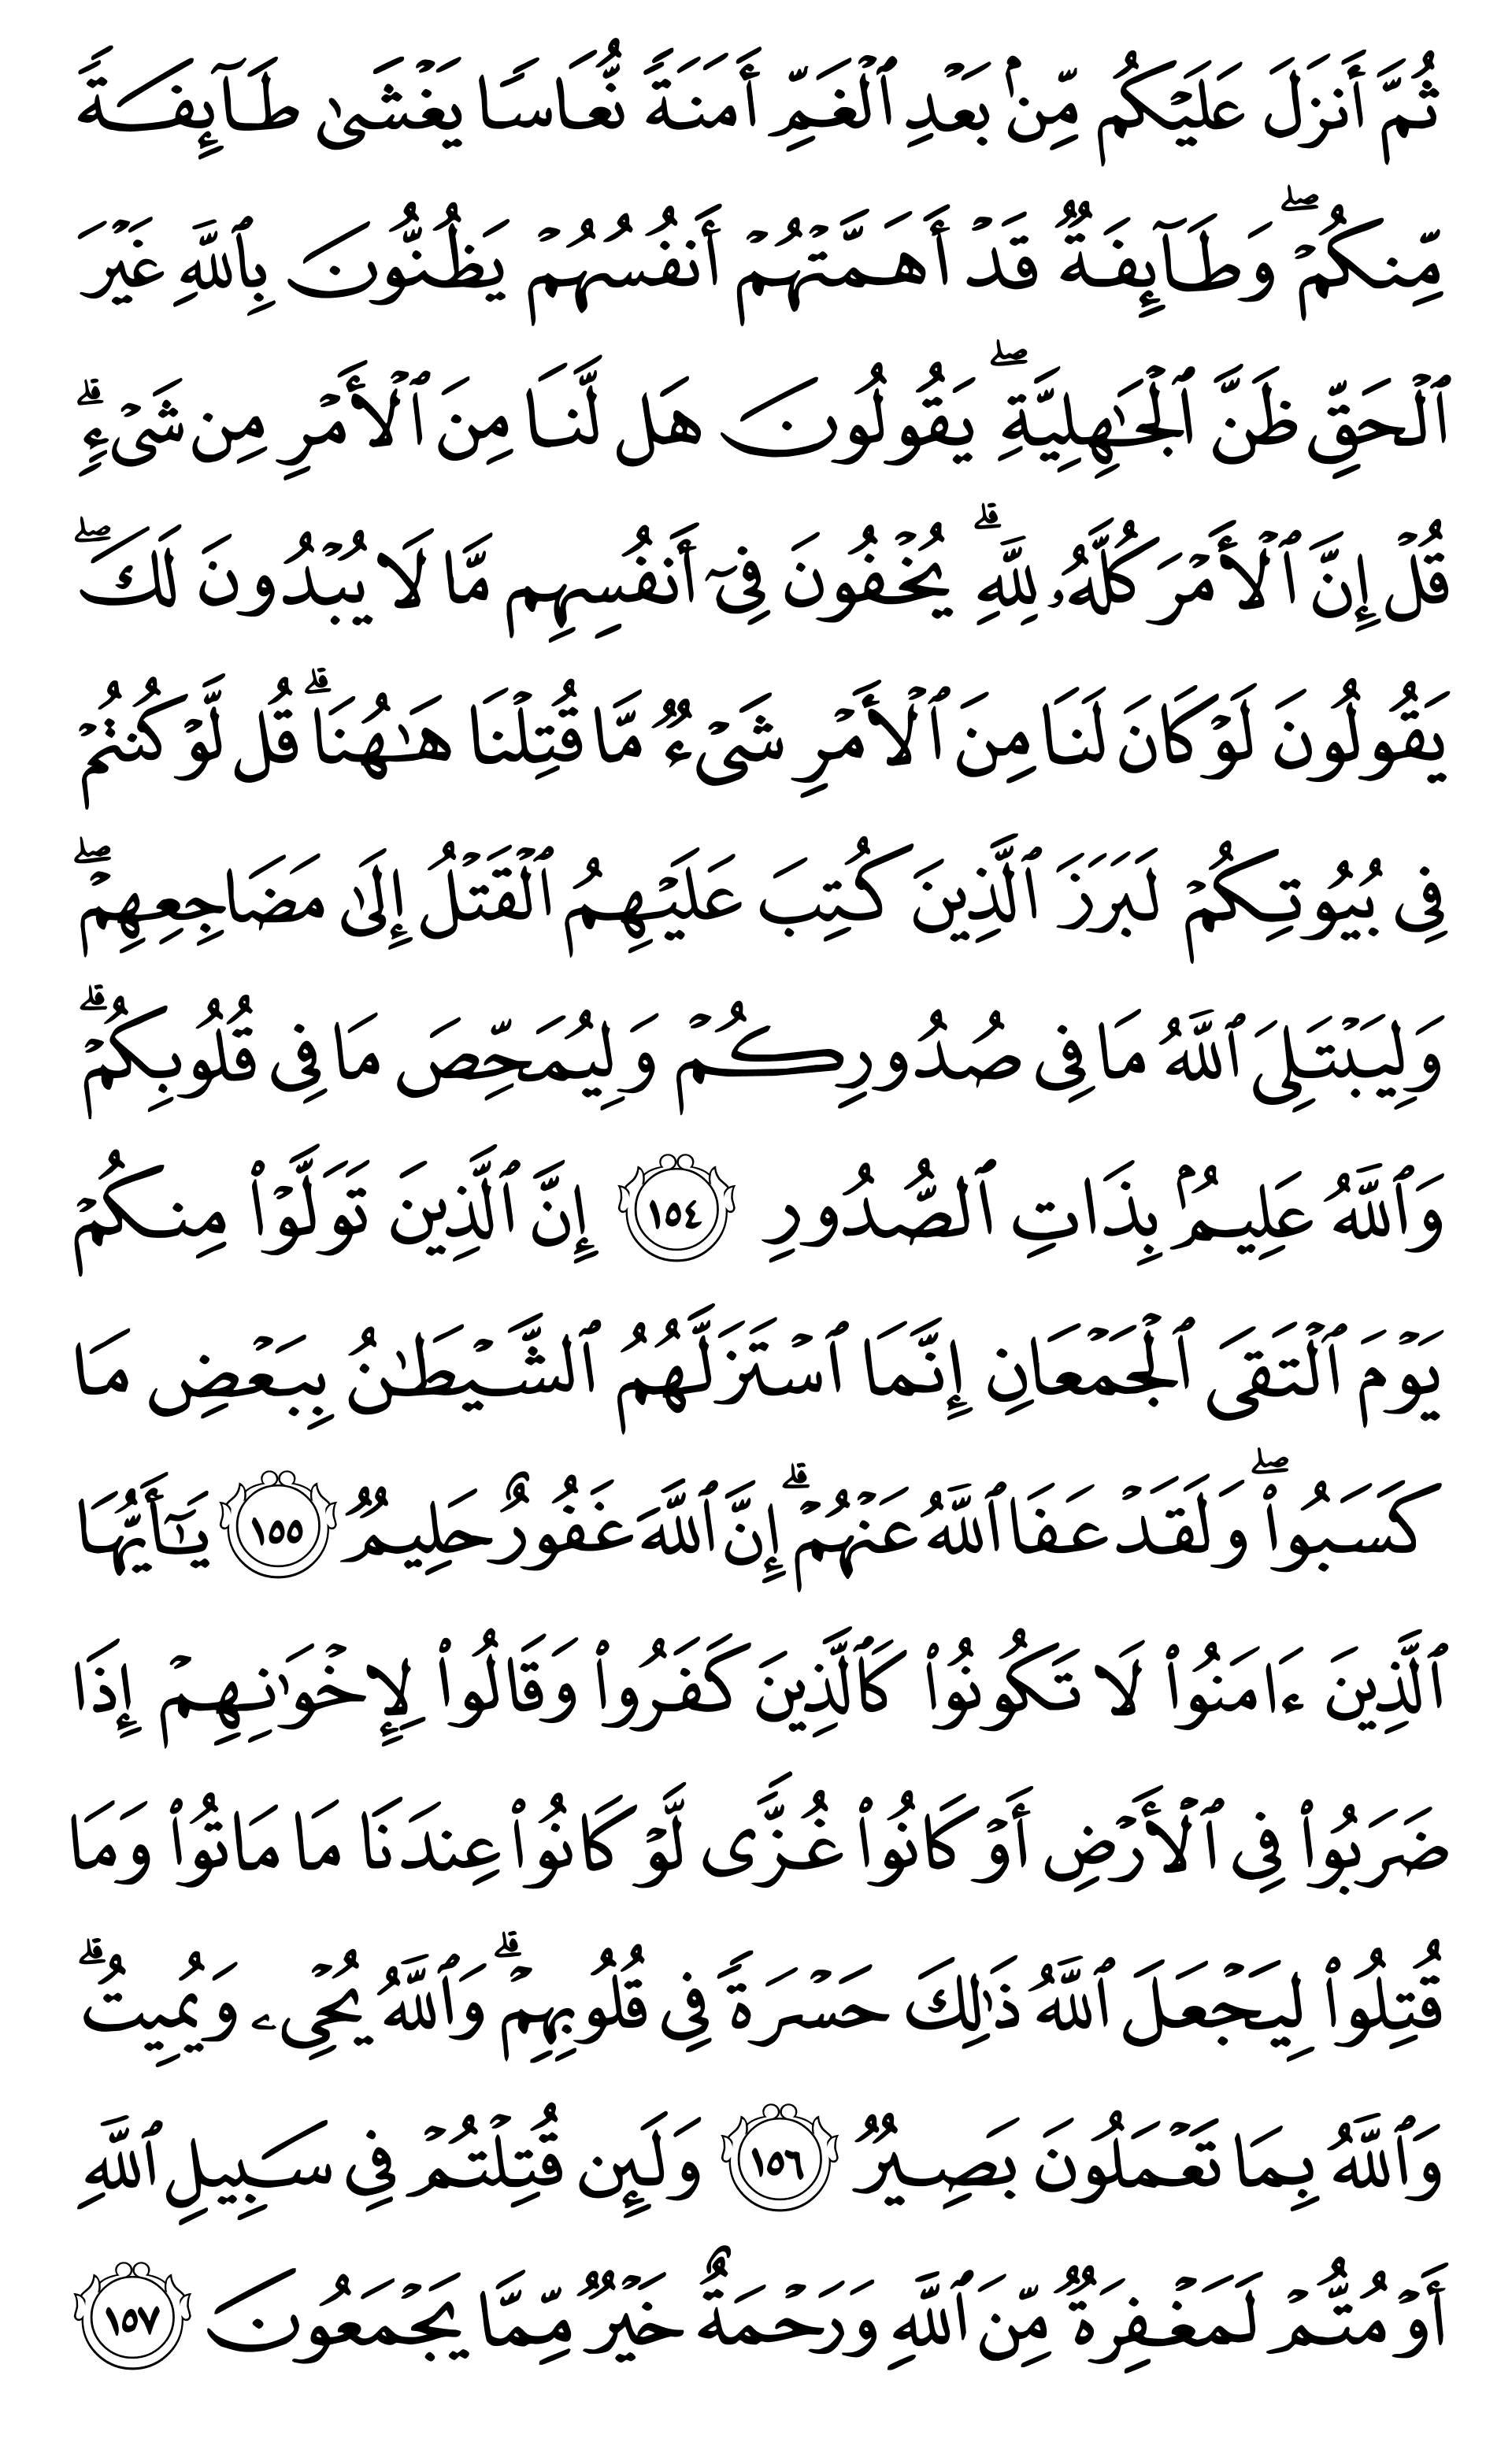 ثُمَّ أَنزَلَ عَلَيۡكُم مِّنۢ بَعۡدِ ٱلۡغَمِّ أَمَنَةٗ نُّعَاسٗا يَغۡشَىٰ طَآئِفَةٗ
مِّنكُمۡۖ وَطَآئِفَةٞ قَدۡ أَهَمَّتۡهُمۡ أَنفُسُهُمۡ يَظُنُّونَ بِٱللَّهِ غَيۡرَ
ٱلۡحَقِّ ظَنَّ ٱلۡجَٰهِلِيَّةِۖ يَقُولُونَ هَل لَّنَا مِنَ ٱلۡأَمۡرِ مِن شَيۡءٖۗ
قُلۡ إِنَّ ٱلۡأَمۡرَ كُلَّهُۥ لِلَّهِۗ يُخۡفُونَ فِيٓ أَنفُسِهِم مَّا لَا يُبۡدُونَ لَكَۖ
يَقُولُونَ لَوۡ كَانَ لَنَا مِنَ ٱلۡأَمۡرِ شَيۡءٞ مَّا قُتِلۡنَا هَٰهُنَاۗ قُل لَّوۡ كُنتُمۡ
فِي بُيُوتِكُمۡ لَبَرَزَ ٱلَّذِينَ كُتِبَ عَلَيۡهِمُ ٱلۡقَتۡلُ إِلَىٰ مَضَاجِعِهِمۡۖ
وَلِيَبۡتَلِيَ ٱللَّهُ مَا فِي صُدُورِكُمۡ وَلِيُمَحِّصَ مَا فِي قُلُوبِكُمۡۗ
وَٱللَّهُ عَلِيمُۢ بِذَاتِ ٱلصُّدُورِ ١٥٤ إِنَّ ٱلَّذِينَ تَوَلَّوۡاْ مِنكُمۡ
يَوۡمَ ٱلۡتَقَى ٱلۡجَمۡعَانِ إِنَّمَا ٱسۡتَزَلَّهُمُ ٱلشَّيۡطَٰنُ بِبَعۡضِ مَا
كَسَبُواْۖ وَلَقَدۡ عَفَا ٱللَّهُ عَنۡهُمۡۗ إِنَّ ٱللَّهَ غَفُورٌ حَلِيمٞ ١٥٥ يَٰٓأَيُّهَا
ٱلَّذِينَ ءَامَنُواْ لَا تَكُونُواْ كَٱلَّذِينَ كَفَرُواْ وَقَالُواْ لِإِخۡوَٰنِهِمۡ إِذَا
ضَرَبُواْ فِي ٱلۡأَرۡضِ أَوۡ كَانُواْ غُزّٗى لَّوۡ كَانُواْ عِندَنَا مَا مَاتُواْ وَمَا
قُتِلُواْ لِيَجۡعَلَ ٱللَّهُ ذَٰلِكَ حَسۡرَةٗ فِي قُلُوبِهِمۡۗ وَٱللَّهُ يُحۡيِۦ وَيُمِيتُۗ
وَٱللَّهُ بِمَا تَعۡمَلُونَ بَصِيرٞ ١٥٦ وَلَئِن قُتِلۡتُمۡ فِي سَبِيلِ ٱللَّهِ
أَوۡ مُتُّمۡ لَمَغۡفِرَةٞ مِّنَ ٱللَّهِ وَرَحۡمَةٌ خَيۡرٞ مِّمَّا يَجۡمَعُونَ ١٥٧